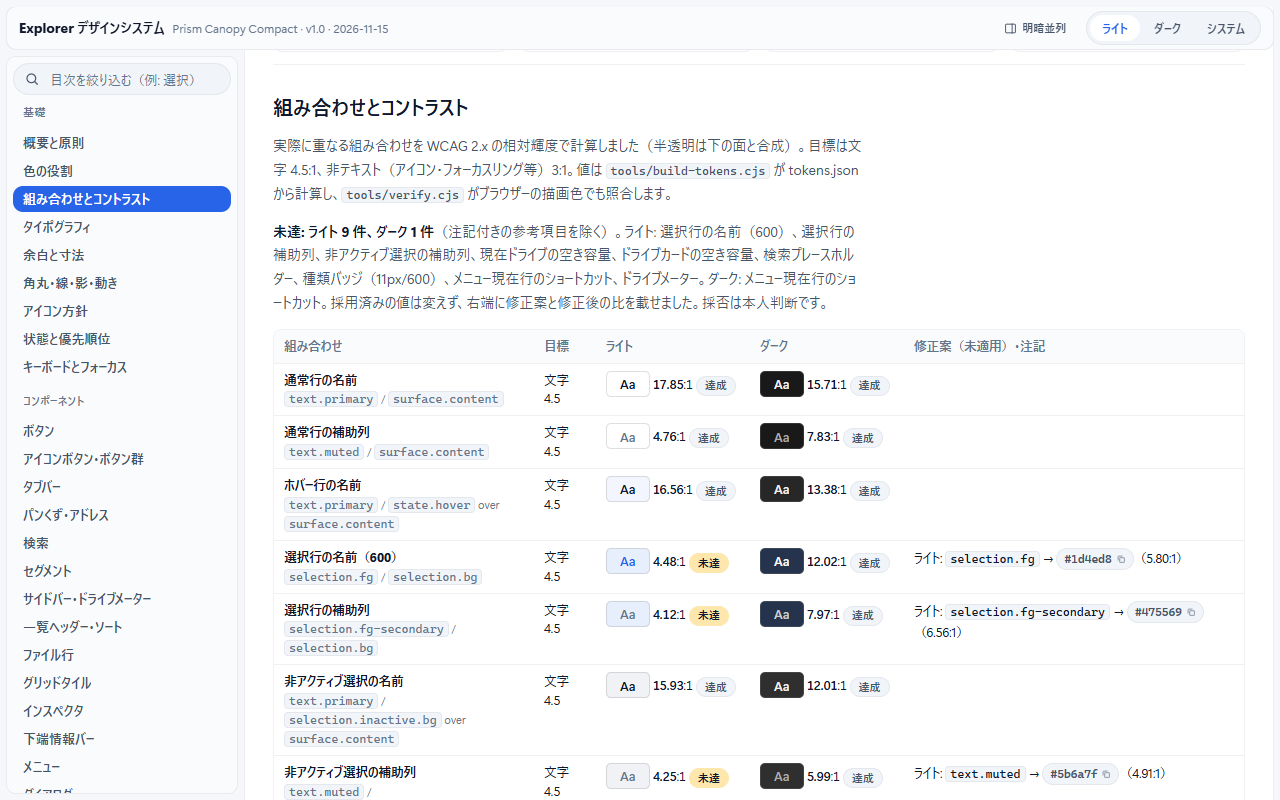 Explorer デザインシステム Prism Canopy Compact · v1.0 · 2026-11-15
明暗並列 ライト ダーク システム
目次を絞り込む（例: 選択）
基礎
概要と原則
色の役割
組み合わせとコントラスト
タイポグラフィ
余白と寸法
角丸・線・影・動き
アイコン方針
状態と優先順位
キーボードとフォーカス
コンポーネント
ボタン
アイコンボタン・ボタン群
タブバー
パンくず・アドレス
検索
セグメント
サイドバー・ドライブメーター
一覧ヘッダー・ソート
ファイル行
グリッドタイル
インスペクタ
下端情報バー
メニュー
ダイアログ
組み合わせとコントラスト
実際に重なる組み合わせを WCAG 2.x の相対輝度で計算しました（半透明は下の面と合成）。目標は文
字 4.5:1、非テキスト（アイコン・フォーカスリング等）3:1。値は tools/build-tokens.cjs が tokens.json
から計算し、tools/verify.cjs がブラウザーの描画色でも照合します。
未達: ライト 9 件、ダーク 1 件（注記付きの参考項目を除く）。ライト: 選択行の名前（600）、選択行の
補助列、非アクティブ選択の補助列、現在ドライブの空き容量、ドライブカードの空き容量、検索プレースホル
ダー、種類バッジ（11px/600）、メニュー現在行のショートカット、ドライブメーター。ダーク: メニュー現在行のショ
ートカット。採用済みの値は変えず、右端に修正案と修正後の比を載せました。採否は本人判断です。
組み合わせ 目標 ライト ダーク 修正案（未適用）・注記
通常行の名前 文字 Aa 17.85:1 達成 Aa 15.71:1 達成
text.primary / surface.content 4.5
通常行の補助列 文字 Aa 4.76:1 達成 Aa 7.83:1 達成
text.muted / surface.content 4.5
ホバー行の名前 文字 Aa 16.56:1 達成 Aa 13.38:1 達成
text.primary / state.hover over 4.5
surface.content
選択行の名前（600） 文字 Aa 4.48:1 未達 Aa 12.02:1 達成 ライト: selection.fg → #1d4ed8 （5.80:1）
selection.fg / selection.bg 4.5
選択行の補助列 文字 Aa 4.12:1 未達 Aa 7.97:1 達成 ライト: selection.fg-secondary → #475569
selection.fg-secondary / 4.5 （6.56:1）
selection.bg
非アクティブ選択の名前 文字 Aa 15.93:1 達成 Aa 12.01:1 達成
text.primary / 4.5
selection.inactive.bg over
surface.content
非アクティブ選択の補助列 文字 Aa 4.25:1 未達 Aa 5.99:1 達成 ライト: text.muted → #5b6a7f （4.91:1）
text.muted / 4.5